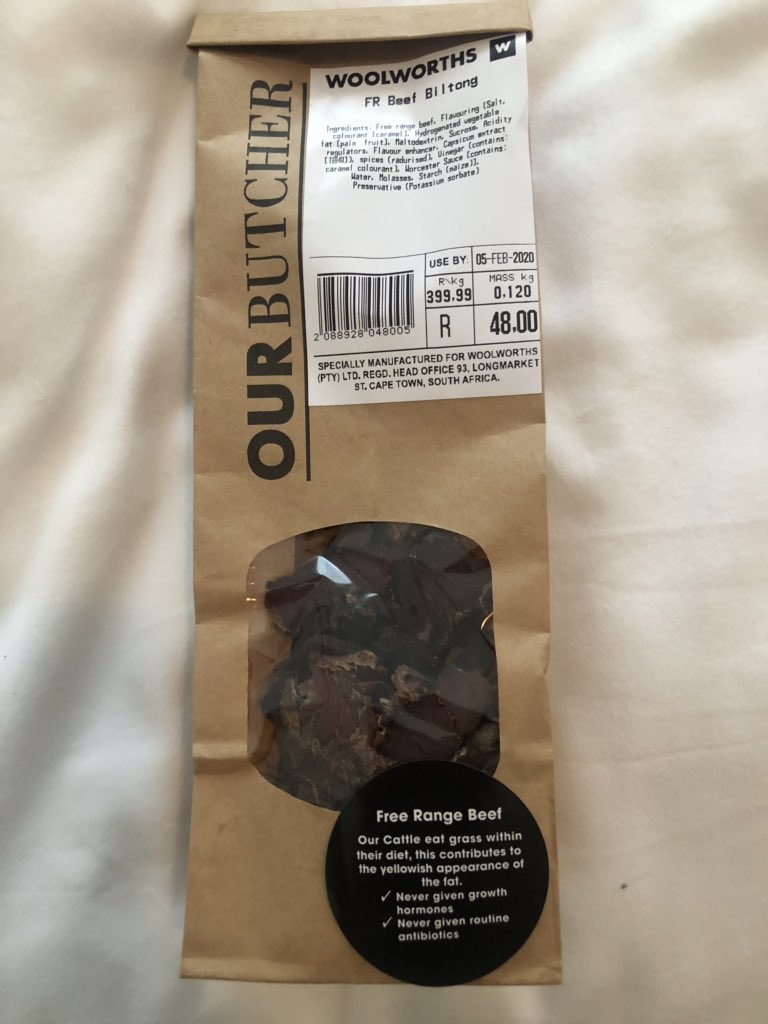 WOOLWORTHS W
FR Beef Biltong
Ingredients: Free range beef, Flavouring (Salt,
colourant [caramel], Hydrogenated vegetable
fat [palm fruit], Maltodextrin, Sucrose, Acidity
regulators, Flavour enhancer, Capsicum extract
[TBHQ]), spices (radurised), Vinegar (contains:
caramel colourant), Worcester Sauce [contains:
Water, Molasses, Starch (maize)],
Preservative (Potassium sorbate)
USE BY: 05-FEB-2020
R\kg MASS kg
399,99 0,120
R 48,00
2 088928 048005
SPECIALLY MANUFACTURED FOR WOOLWORTHS
(PTY) LTD. REGD. HEAD OFFICE 93, LONGMARKET
ST. CAPE TOWN, SOUTH AFRICA.
OURBUTCHER
Free Range Beef
Our Cattle eat grass within
their diet, this contributes to
the yellowish appearance of
the fat.
✓ Never given growth
hormones
✓ Never given routine
antibiotics